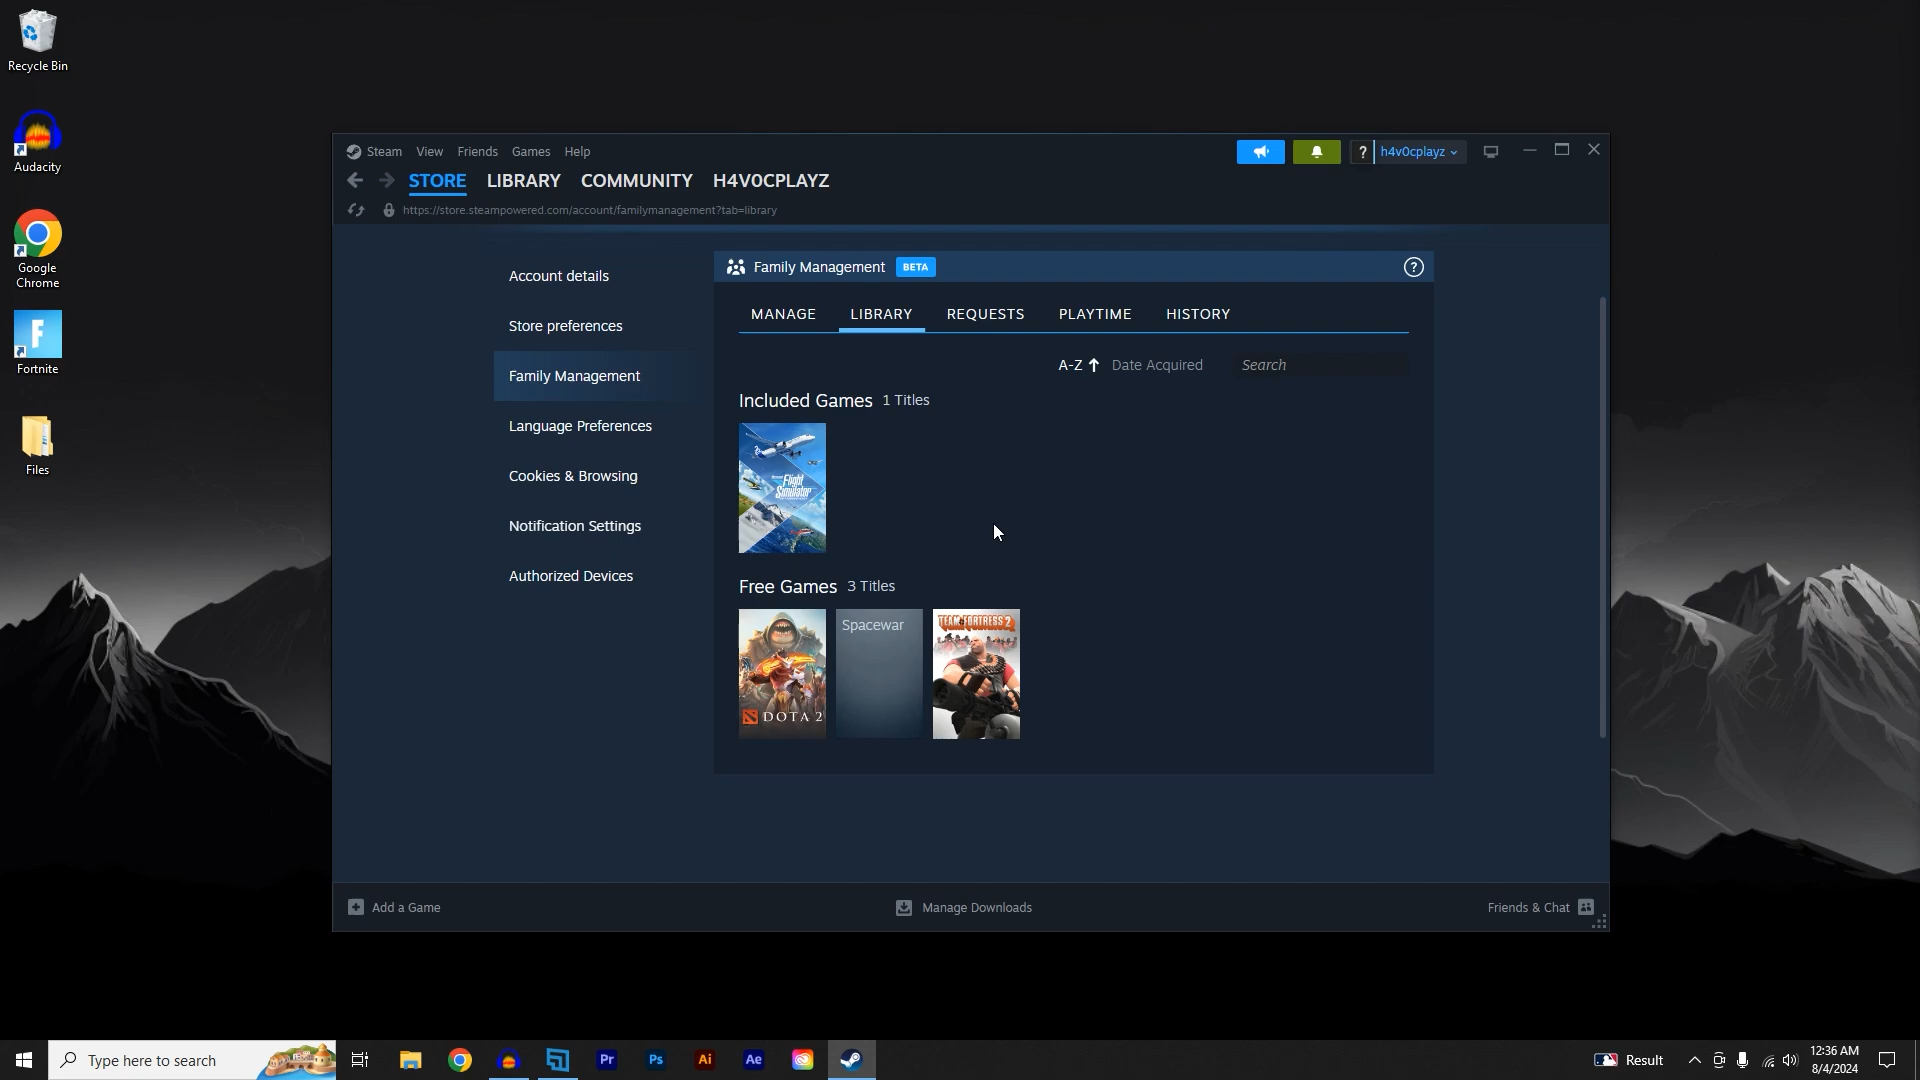 Recycle Bin
Audacity
Google
Chrome
Fortnite
Files
Steam View Friends Games Help
? h4v0cplayz
STORE LIBRARY COMMUNITY H4V0CPLAYZ
https://store.steampowered.com/account/familymanagement?tab=library
Account details
Store preferences
Family Management
Language Preferences
Cookies & Browsing
Notification Settings
Authorized Devices
Family Management BETA ?
MANAGE LIBRARY REQUESTS PLAYTIME HISTORY
A-Z Date Acquired Search
Included Games 1 Titles
Flight
Simulator
Free Games 3 Titles
DOTA 2
Spacewar
TEAM FORTRESS 2
Add a Game
Manage Downloads
Friends & Chat
Type here to search
Pr
Ps
Ai
Ae
Result
12:36 AM
8/4/2024